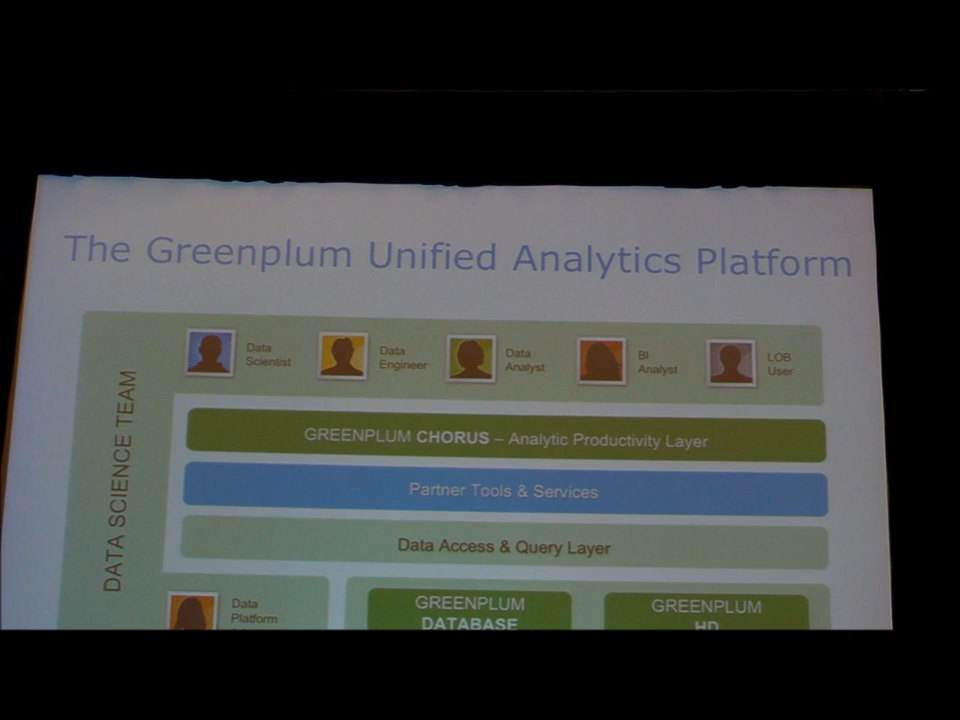 The Greenplum Unified Analytics Platform
Data
Scientist
Data
Engineer
Data
Analyst
BI
Analyst
LOB
User
DATA SCIENCE TEAM
GREENPLUM CHORUS – Analytic Productivity Layer
Partner Tools & Services
Data Access & Query Layer
Data
Platform
GREENPLUM
DATABASE
GREENPLUM
HD